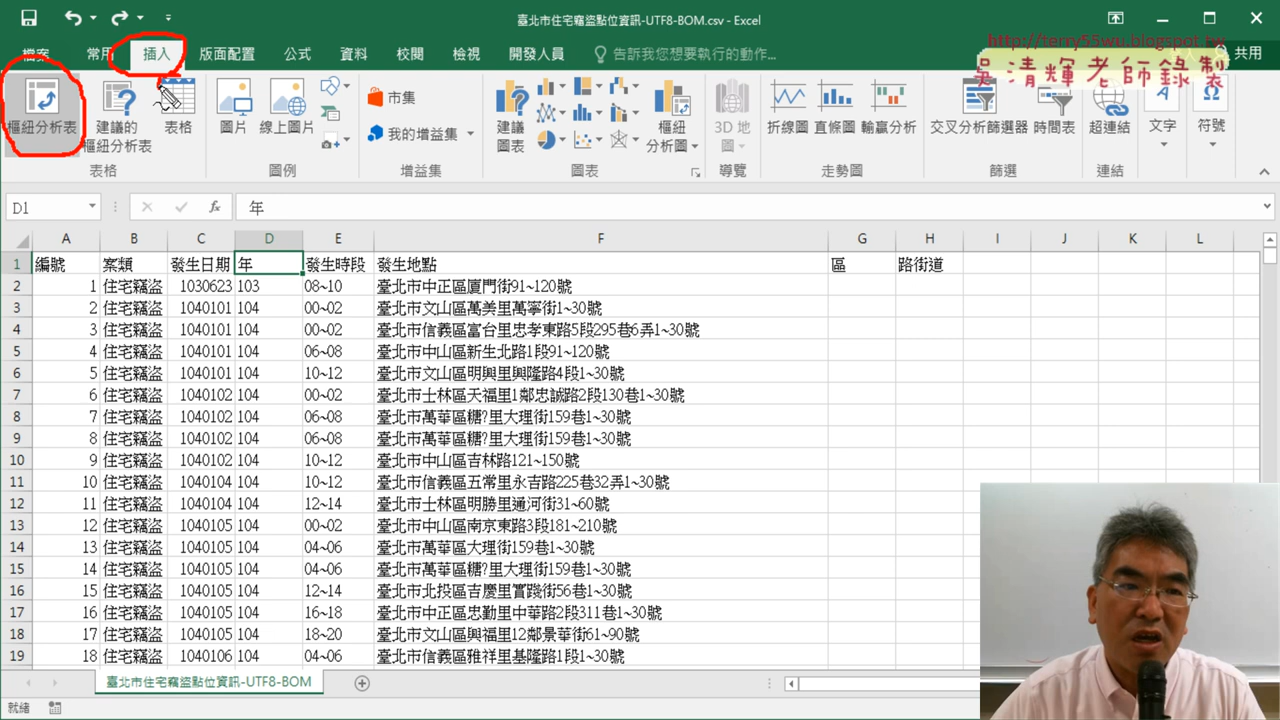 臺北市住宅竊盜點位資訊-UTF8-BOM.csv - Excel
http://terry55wu.blogspot.tw
吳清輝老師錄製
檔案 常用 插入 版面配置 公式 資料 校閱 檢視 開發人員 告訴我您想要執行的動作... 共用
樞紐分析表 建議的樞紐分析表 表格 圖片 線上圖片 市集 我的增益集 建議圖表 樞紐分析圖 3D 地圖 折線圖 直條圖 輸贏分析 交叉分析篩選器 時間表 超連結 文字 符號
表格 圖例 增益集 圖表 導覽 走勢圖 篩選 連結
D1 fx 年
A B C D E F G H I J K L
1 編號 案類 發生日期 年 發生時段 發生地點 區 路街道
2 1 住宅竊盜 1030623 103 08~10 臺北市中正區廈門街91~120號
3 2 住宅竊盜 1040101 104 00~02 臺北市文山區萬美里萬寧街1~30號
4 3 住宅竊盜 1040101 104 00~02 臺北市信義區富台里忠孝東路5段295巷6弄1~30號
5 4 住宅竊盜 1040101 104 06~08 臺北市中山區新生北路1段91~120號
6 5 住宅竊盜 1040101 104 10~12 臺北市文山區明興里興隆路4段1~30號
7 6 住宅竊盜 1040102 104 00~02 臺北市士林區天福里1鄰忠誠路2段130巷1~30號
8 7 住宅竊盜 1040102 104 06~08 臺北市萬華區糖?里大理街159巷1~30號
9 8 住宅竊盜 1040102 104 06~08 臺北市萬華區糖?里大理街159巷1~30號
10 9 住宅竊盜 1040102 104 10~12 臺北市中山區吉林路121~150號
11 10 住宅竊盜 1040104 104 10~12 臺北市信義區五常里永吉路225巷32弄1~30號
12 11 住宅竊盜 1040104 104 12~14 臺北市士林區明勝里通河街31~60號
13 12 住宅竊盜 1040105 104 00~02 臺北市中山區南京東路3段181~210號
14 13 住宅竊盜 1040105 104 04~06 臺北市萬華區大理街159巷1~30號
15 14 住宅竊盜 1040105 104 04~06 臺北市萬華區糖?里大理街159巷1~30號
16 15 住宅竊盜 1040105 104 12~14 臺北市北投區吉慶里實踐街56巷1~30號
17 16 住宅竊盜 1040105 104 16~18 臺北市中正區忠勤里中華路2段311巷1~30號
18 17 住宅竊盜 1040105 104 18~20 臺北市文山區興福里12鄰景華街61~90號
19 18 住宅竊盜 1040106 104 04~06 臺北市信義區雅祥里基隆路1段1~30號
臺北市住宅竊盜點位資訊-UTF8-BOM
就緒